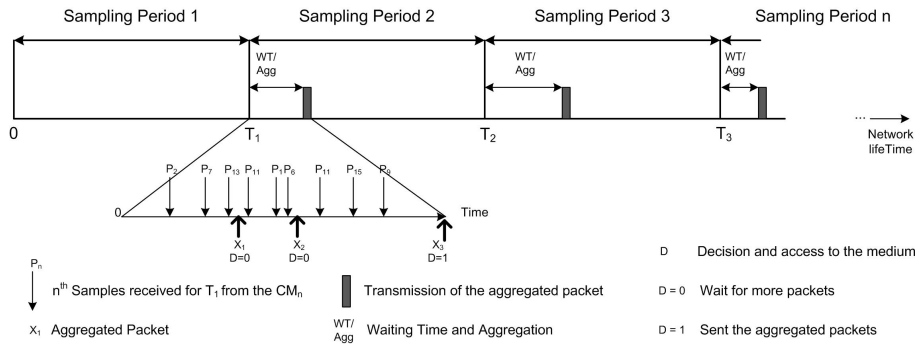 Sampling Period 1
Sampling Period 2
Sampling Period 3
Sampling Period n
WT/
Agg
WT/
Agg
WT/
Agg
0
T1
T2
T3
...
Network
lifeTime
P2
P7
P13
P11
P1
P6
P11
P15
P9
0
Time
X1
D=0
X2
D=0
X3
D=1
Pn
nth Samples received for T1 from the CMn
X1 Aggregated Packet
Transmission of the aggregated packet
WT/
Agg
Waiting Time and Aggregation
D Decision and access to the medium
D = 0 Wait for more packets
D = 1 Sent the aggregated packets